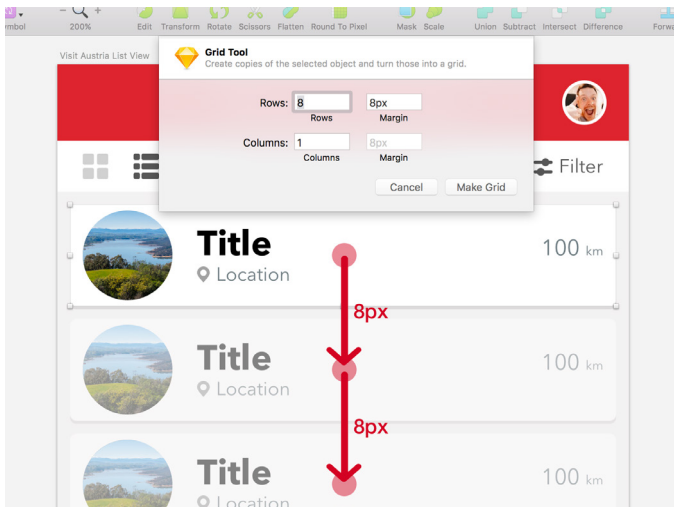 200%
Edit Transform Rotate Scissors Flatten Round To Pixel Mask Scale Union Subtract Intersect Difference
Visit Austria List View
Grid Tool
Create copies of the selected object and turn those into a grid.
Rows: 8 8px
Rows Margin
Columns: 1 8px
Columns Margin
Cancel Make Grid
Filter
Title
Location
100 km
8px
Title
Location
100 km
8px
Title
Location
100 km